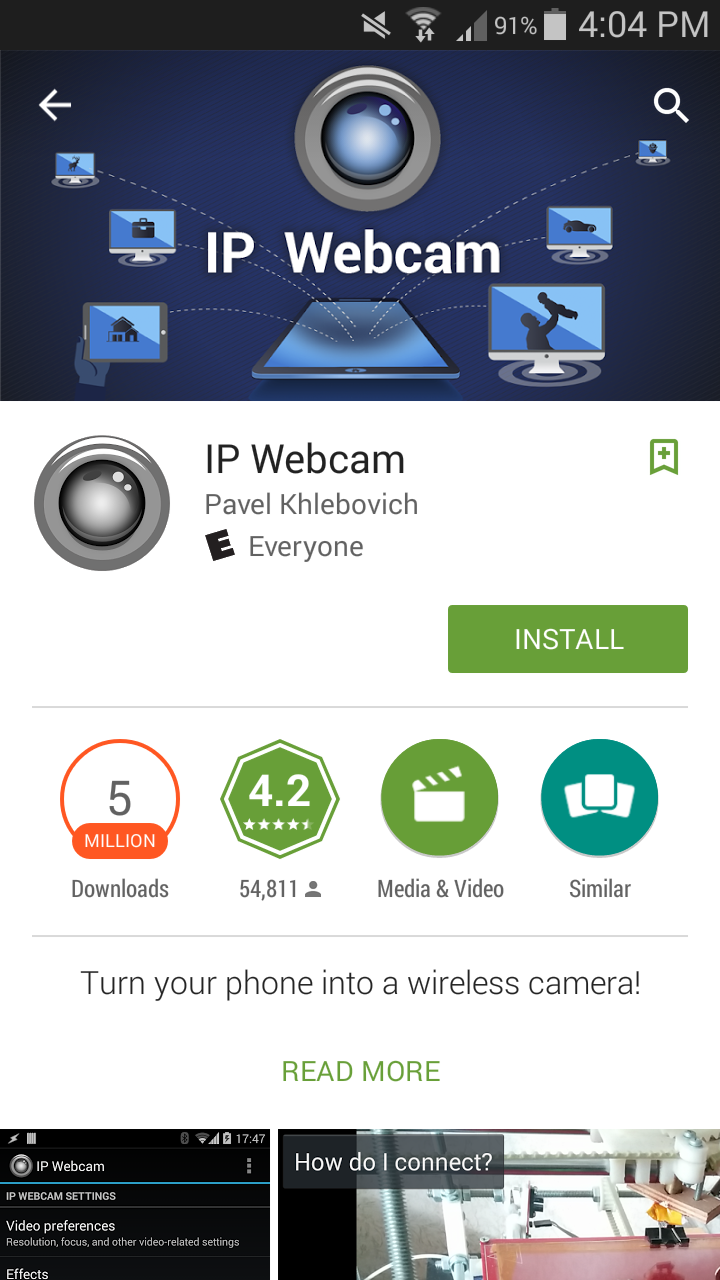 91% 4:04 PM
IP Webcam
IP Webcam
Pavel Khlebovich
E Everyone
INSTALL
5
MILLION
4.2
Downloads
54,811
Media & Video
Similar
Turn your phone into a wireless camera!
READ MORE
17:47
IP Webcam
IP WEBCAM SETTINGS
Video preferences
Resolution, focus, and other video-related settings
Effects
How do I connect?